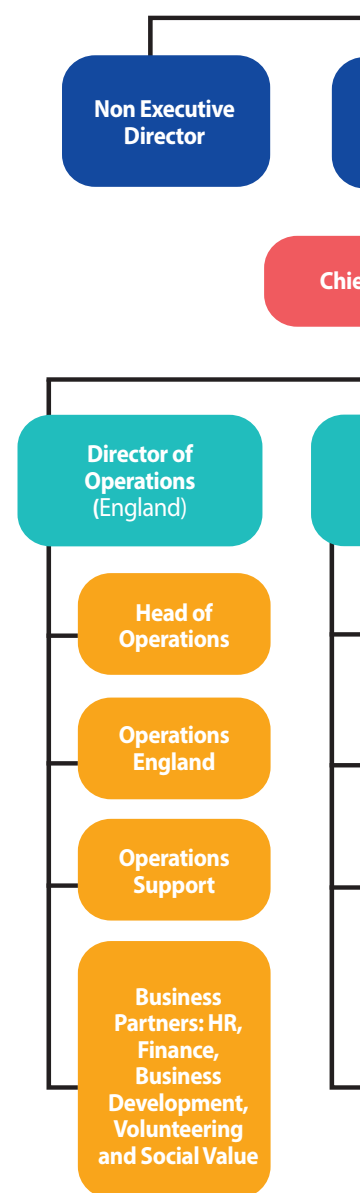 Non Executive
Director
Director of
Operations
(England)
Head of
Operations
Operations
England
Operations
Support
Business
Partners: HR,
Finance,
Business
Development,
Volunteering
and Social Value